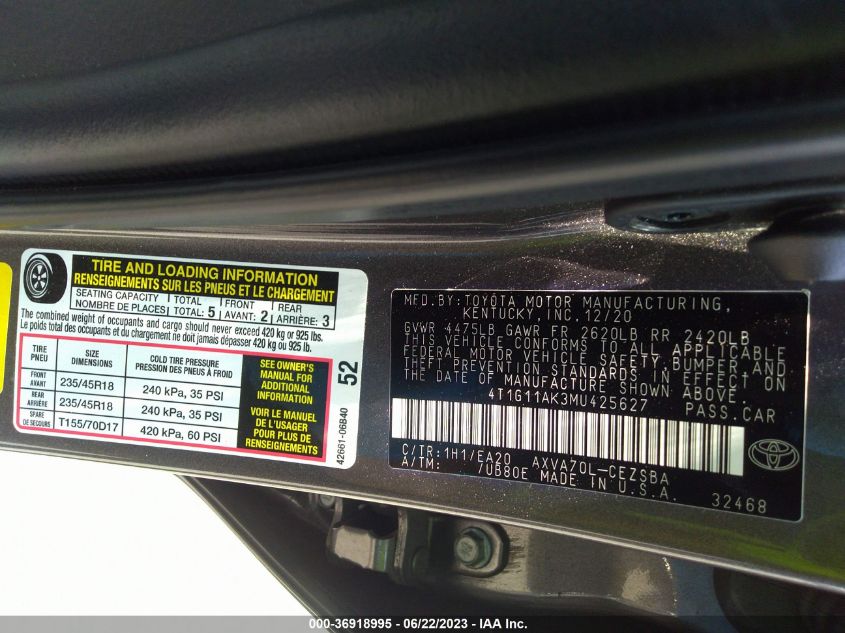 TIRE AND LOADING INFORMATION
RENSEIGNEMENTS SUR LES PNEUS ET LE CHARGEMENT
SEATING CAPACITY TOTAL FRONT REAR
NOMBRE DE PLACES TOTAL: 5 AVANT: 2 ARRIÈRE: 3
The combined weight of occupants and cargo should never exceed 420 kg or 925 lbs.
Le poids total des occupants et du chargement ne doit jamais dépasser 420 kg ou 925 lb.
TIRE PNEU
SIZE DIMENSIONS
COLD TIRE PRESSURE
PRESSION DES PNEUS À FROID
FRONT AVANT 235/45R18 240 kPa, 35 PSI
REAR ARRIÈRE 235/45R18 240 kPa, 35 PSI
SPARE DE SECOURS T155/70D17 420 kPa, 60 PSI
SEE OWNER'S
MANUAL FOR
ADDITIONAL
INFORMATION
VOIR LE MANUEL
DE L'USAGER
POUR PLUS DE
RENSEIGNEMENTS
52
42661-06B40
MFD. BY: TOYOTA MOTOR MANUFACTURING,
KENTUCKY, INC. 12/20
GVWR 4475LB GAWR FR 2620LB RR 2420LB
THIS VEHICLE CONFORMS TO ALL APPLICABLE
FEDERAL MOTOR VEHICLE SAFETY, BUMPER, AND
THEFT PREVENTION STANDARDS IN EFFECT ON
THE DATE OF MANUFACTURE SHOWN ABOVE.
4T1G11AK3MU425627 PASS. CAR
C/TR: 1H1/EA20 AXVA70L-CEZSBA
A/TM: 7UB80E MADE IN U.S.A.
32468
TOYOTA
000-36918995 - 06/22/2023 - IAA Inc.